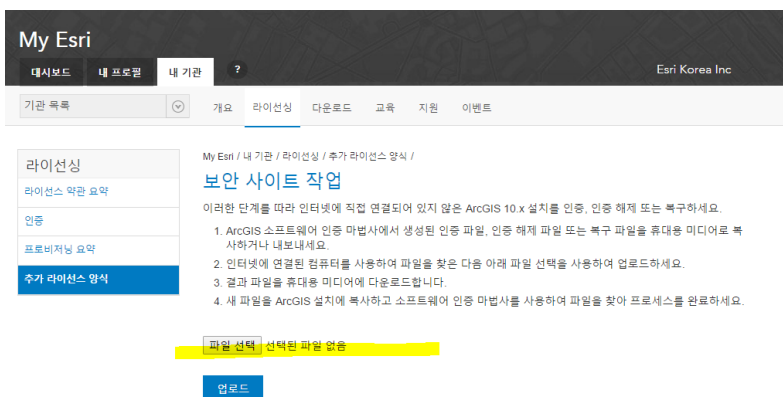 My Esri
대시보드 내 프로필 내 기관 ?
Esri Korea Inc
기관 목록 개요 라이선싱 다운로드 교육 지원 이벤트
라이선싱
라이선스 약관 요약
인증
프로비저닝 요약
추가 라이선스 양식
My Esri / 내 기관 / 라이선싱 / 추가 라이선스 양식 /
보안 사이트 작업
이러한 단계를 따라 인터넷에 직접 연결되어 있지 않은 ArcGIS 10.x 설치를 인증, 인증 해제 또는 복구하세요.
1. ArcGIS 소프트웨어 인증 마법사에서 생성된 인증 파일, 인증 해제 파일 또는 복구 파일을 휴대용 미디어로 복
사하거나 내보내세요.
2. 인터넷에 연결된 컴퓨터를 사용하여 파일을 찾은 다음 아래 파일 선택을 사용하여 업로드하세요.
3. 결과 파일을 휴대용 미디어에 다운로드합니다.
4. 새 파일을 ArcGIS 설치에 복사하고 소프트웨어 인증 마법사를 사용하여 파일을 찾아 프로세스를 완료하세요.
파일 선택 선택된 파일 없음
업로드